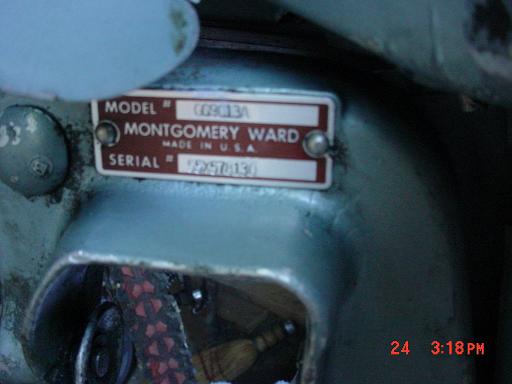 MODEL #
MONTGOMERY WARD
MADE IN U.S.A.
SERIAL #
24 3:18PM